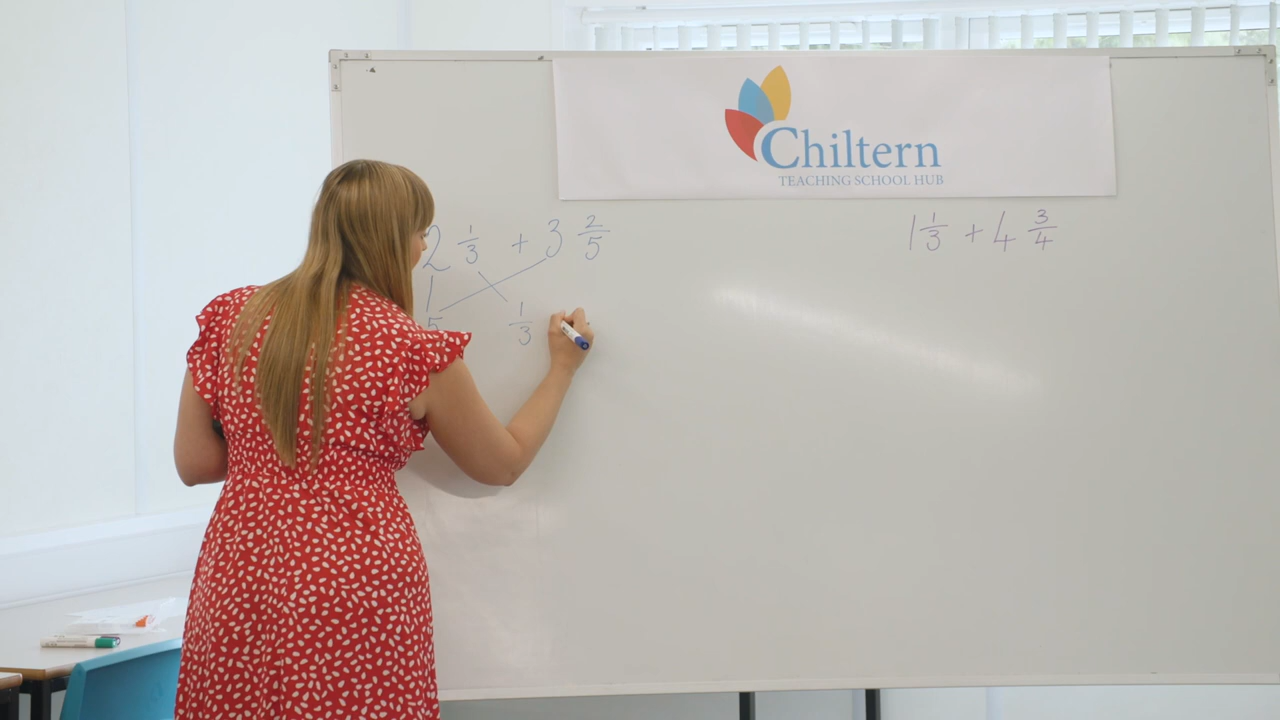 Chiltern
TEACHING SCHOOL HUB
2 1/3 + 3 2/5
1 1/3 + 4 3/4
5 1/3